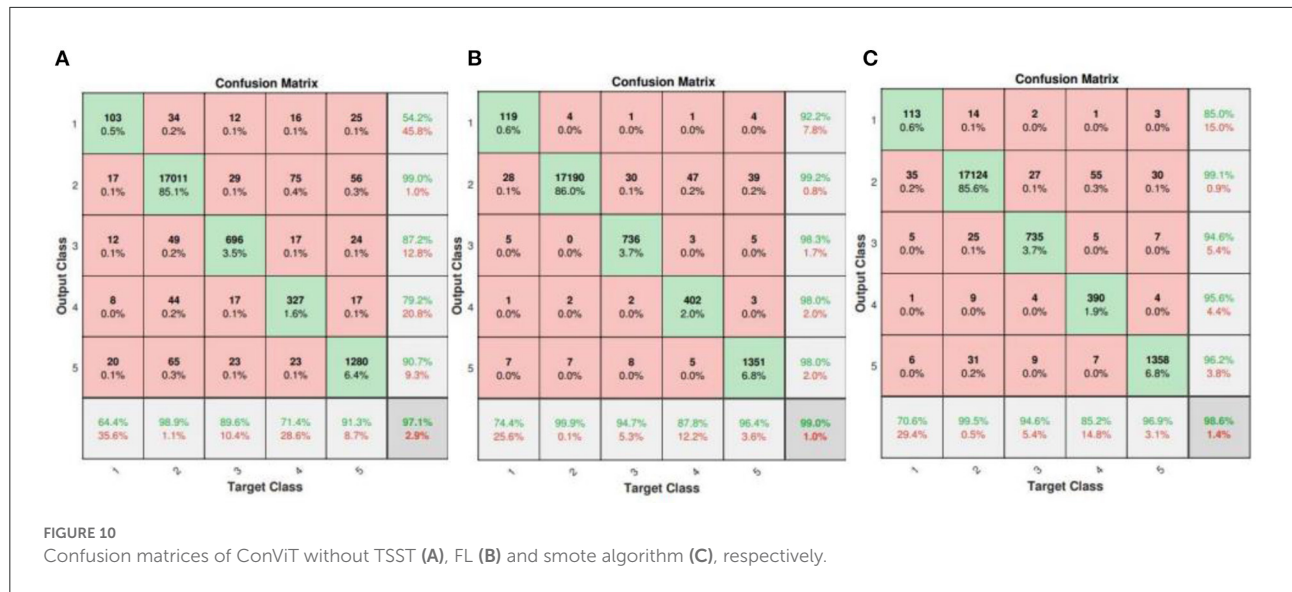 A
Confusion Matrix
1 103 34 12 16 25 54.2%
0.5% 0.2% 0.1% 0.1% 0.1% 45.8%
2 17 17011 29 75 56 99.0%
0.1% 85.1% 0.1% 0.4% 0.3% 1.0%
3 12 49 696 17 24 87.2%
0.1% 0.2% 3.5% 0.1% 0.1% 12.8%
4 8 44 17 327 17 79.2%
0.0% 0.2% 0.1% 1.6% 0.1% 20.8%
5 20 65 23 23 1280 90.7%
0.1% 0.3% 0.1% 0.1% 6.4% 9.3%
64.4% 98.9% 89.6% 71.4% 91.3% 97.1%
35.6% 1.1% 10.4% 28.6% 8.7% 2.9%
1 2 3 4 5
Target Class
Output Class
B
Confusion Matrix
1 119 4 1 1 4 92.2%
0.6% 0.0% 0.0% 0.0% 0.0% 7.8%
2 28 17190 30 47 39 99.2%
0.1% 86.0% 0.1% 0.2% 0.2% 0.8%
3 5 0 736 3 5 98.3%
0.0% 0.0% 3.7% 0.0% 0.0% 1.7%
4 1 2 2 402 3 98.0%
0.0% 0.0% 0.0% 2.0% 0.0% 2.0%
5 7 7 8 5 1351 98.0%
0.0% 0.0% 0.0% 0.0% 6.8% 2.0%
74.4% 99.9% 94.7% 87.8% 96.4% 99.0%
25.6% 0.1% 5.3% 12.2% 3.6% 1.0%
1 2 3 4 5
Target Class
Output Class
C
Confusion Matrix
1 113 14 2 1 3 85.0%
0.6% 0.1% 0.0% 0.0% 0.0% 15.0%
2 35 17124 27 55 30 99.1%
0.2% 85.6% 0.1% 0.3% 0.1% 0.9%
3 5 25 735 5 7 94.6%
0.0% 0.1% 3.7% 0.0% 0.0% 5.4%
4 1 9 4 390 4 95.6%
0.0% 0.0% 0.0% 1.9% 0.0% 4.4%
5 6 31 9 7 1358 96.2%
0.0% 0.2% 0.0% 0.0% 6.8% 3.8%
70.6% 99.5% 94.6% 85.2% 96.9% 98.6%
29.4% 0.5% 5.4% 14.8% 3.1% 1.4%
1 2 3 4 5
Target Class
Output Class
FIGURE 10
Confusion matrices of ConViT without TSST (A), FL (B) and smote algorithm (C), respectively.